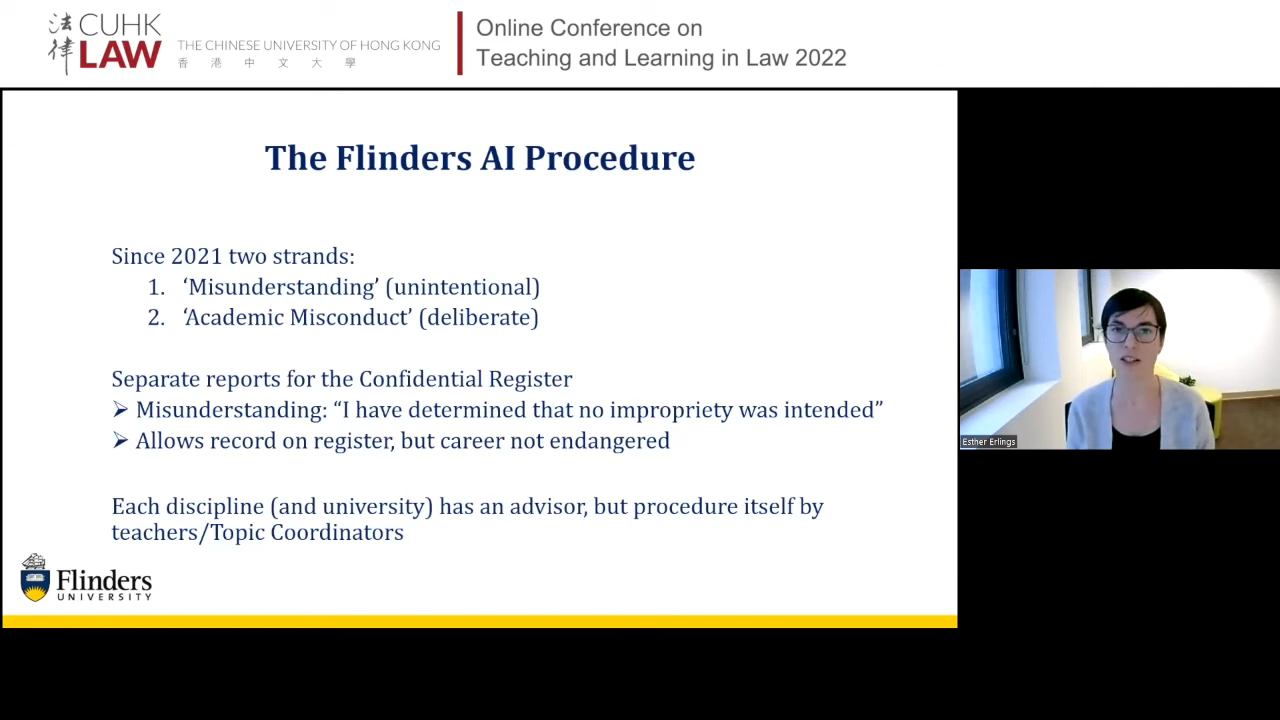 法律
CUHK
LAW
THE CHINESE UNIVERSITY OF HONG KONG
香港中文大學
Online Conference on
Teaching and Learning in Law 2022
The Flinders AI Procedure
Since 2021 two strands:
1. ‘Misunderstanding’ (unintentional)
2. ‘Academic Misconduct’ (deliberate)
Separate reports for the Confidential Register
➢ Misunderstanding: “I have determined that no impropriety was intended”
➢ Allows record on register, but career not endangered
Each discipline (and university) has an advisor, but procedure itself by
teachers/Topic Coordinators
Flinders
UNIVERSITY
Esther Erlings